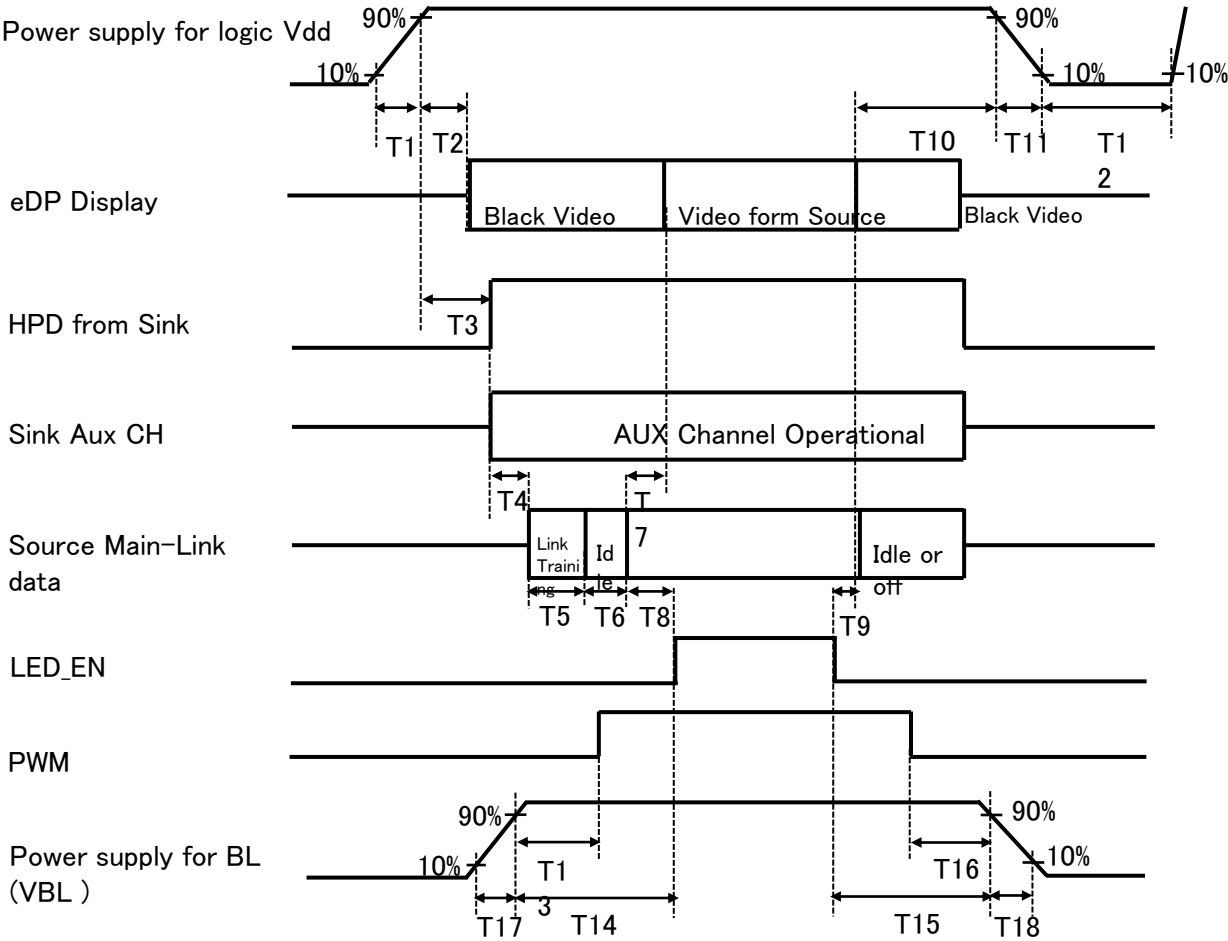 Power supply for logic Vdd
90%
90%
10%
10%
10%
T1
T2
T10
T11
T1
2
eDP Display
Black Video
Video form Source
Black Video
HPD from Sink
T3
Sink Aux CH
AUX Channel Operational
T4
T
7
Source Main-Link
data
Link
Traini
ng
Id
le
Idle or
off
T5
T6
T8
T9
LED_EN
PWM
90%
90%
Power supply for BL
(VBL )
10%
10%
T1
3
T16
T17
T14
T15
T18